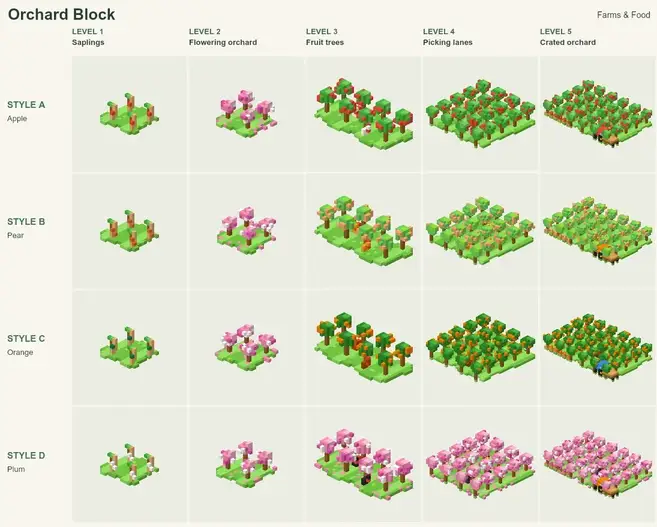 Orchard Block
Farms & Food
LEVEL 1
Saplings
LEVEL 2
Flowering orchard
LEVEL 3
Fruit trees
LEVEL 4
Picking lanes
LEVEL 5
Crated orchard
STYLE A
Apple
STYLE B
Pear
STYLE C
Orange
STYLE D
Plum